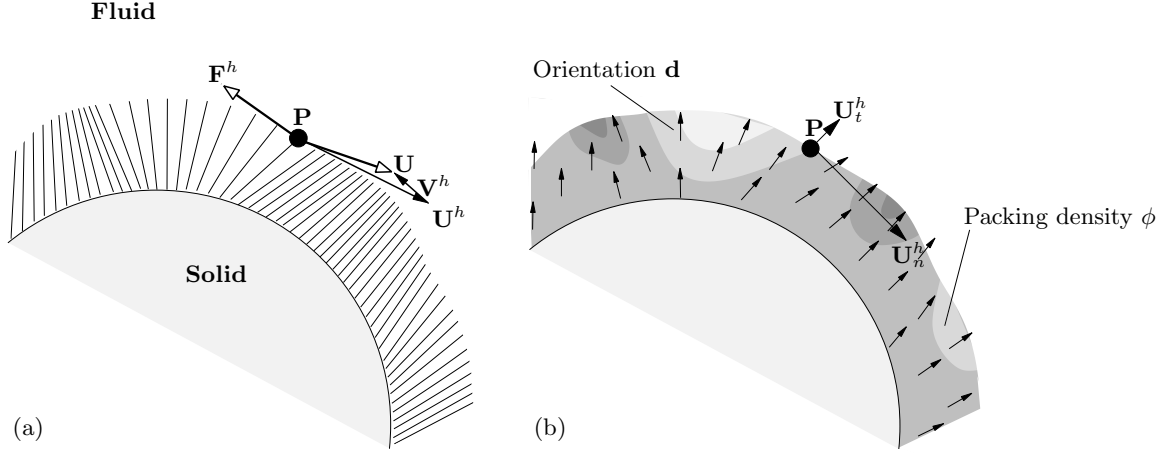 Fluid
F^h
P
U
V^h
U^h
Solid
(a)
Orientation d
P
U_t^h
Packing density ϕ
U_n^h
(b)